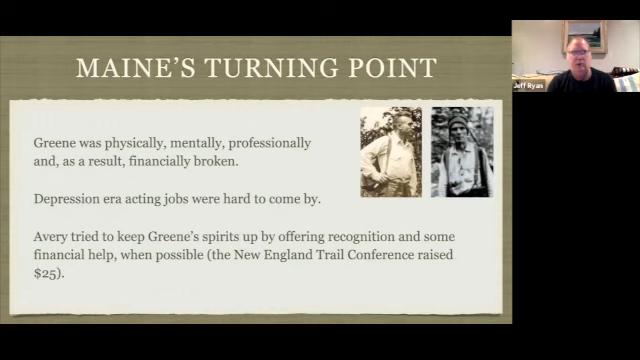 MAINE'S TURNING POINT
Greene was physically, mentally, professionally
and, as a result, financially broken.
Depression era acting jobs were hard to come by.
Avery tried to keep Greene's spirits up by offering recognition and some
financial help, when possible (the New England Trail Conference raised
$25).
Jeff Ryan